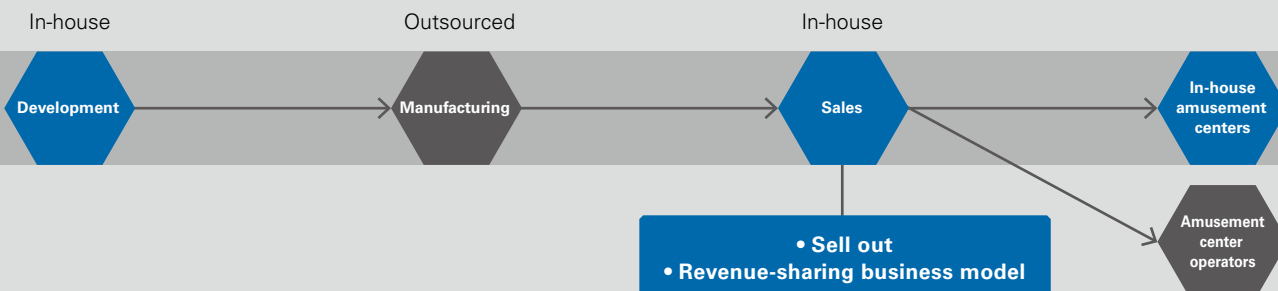 In-house
Outsourced
In-house
Development
Manufacturing
Sales
In-house
amusement
centers
Amusement
center
operators
• Sell out
• Revenue-sharing business model